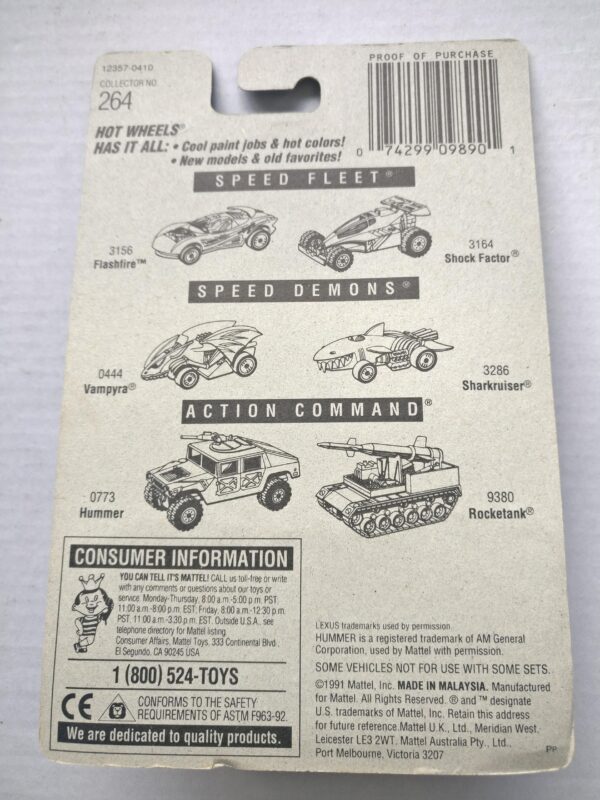 12357-0410
PROOF OF PURCHASE
COLLECTOR NO.
264
HOT WHEELS®
HAS IT ALL: • Cool paint jobs & hot colors!
• New models & old favorites!
0 74299 09890 1
SPEED FLEET®
3156
Flashfire™
3164
Shock Factor®
SPEED DEMONS®
0444
Vampyra®
3286
Sharkruiser®
ACTION COMMAND®
0773
Hummer
9380
Rocketank®
CONSUMER INFORMATION
YOU CAN TELL IT'S MATTEL! CALL us toll-free or write
with any comments or questions about our toys or
service. Monday-Thursday, 8:00 a.m.-5:00 p.m. PST.
11:00 a.m.-8:00 p.m. EST. Friday, 8:00 a.m.-12:30 p.m.
PST, 11:00 a.m.-3:30 p.m. EST. Outside U.S.A., see
telephone directory for Mattel listing.
Consumer Affairs, Mattel Toys, 333 Continental Blvd.,
El Segundo, CA 90245 USA
1 (800) 524-TOYS
CE
CONFORMS TO THE SAFETY
REQUIREMENTS OF ASTM F963-92.
We are dedicated to quality products.
LEXUS trademarks used by permission.
HUMMER is a registered trademark of AM General
Corporation, used by Mattel with permission.
SOME VEHICLES NOT FOR USE WITH SOME SETS.
©1991 Mattel, Inc. MADE IN MALAYSIA. Manufactured
for Mattel. All Rights Reserved. ® and ™ designate
U.S. trademarks of Mattel, Inc. Retain this address
for future reference. Mattel U.K., Ltd., Meridian West.
Leicester LE3 2WT. Mattel Australia Pty., Ltd.,
Port Melbourne, Victoria 3207
PP